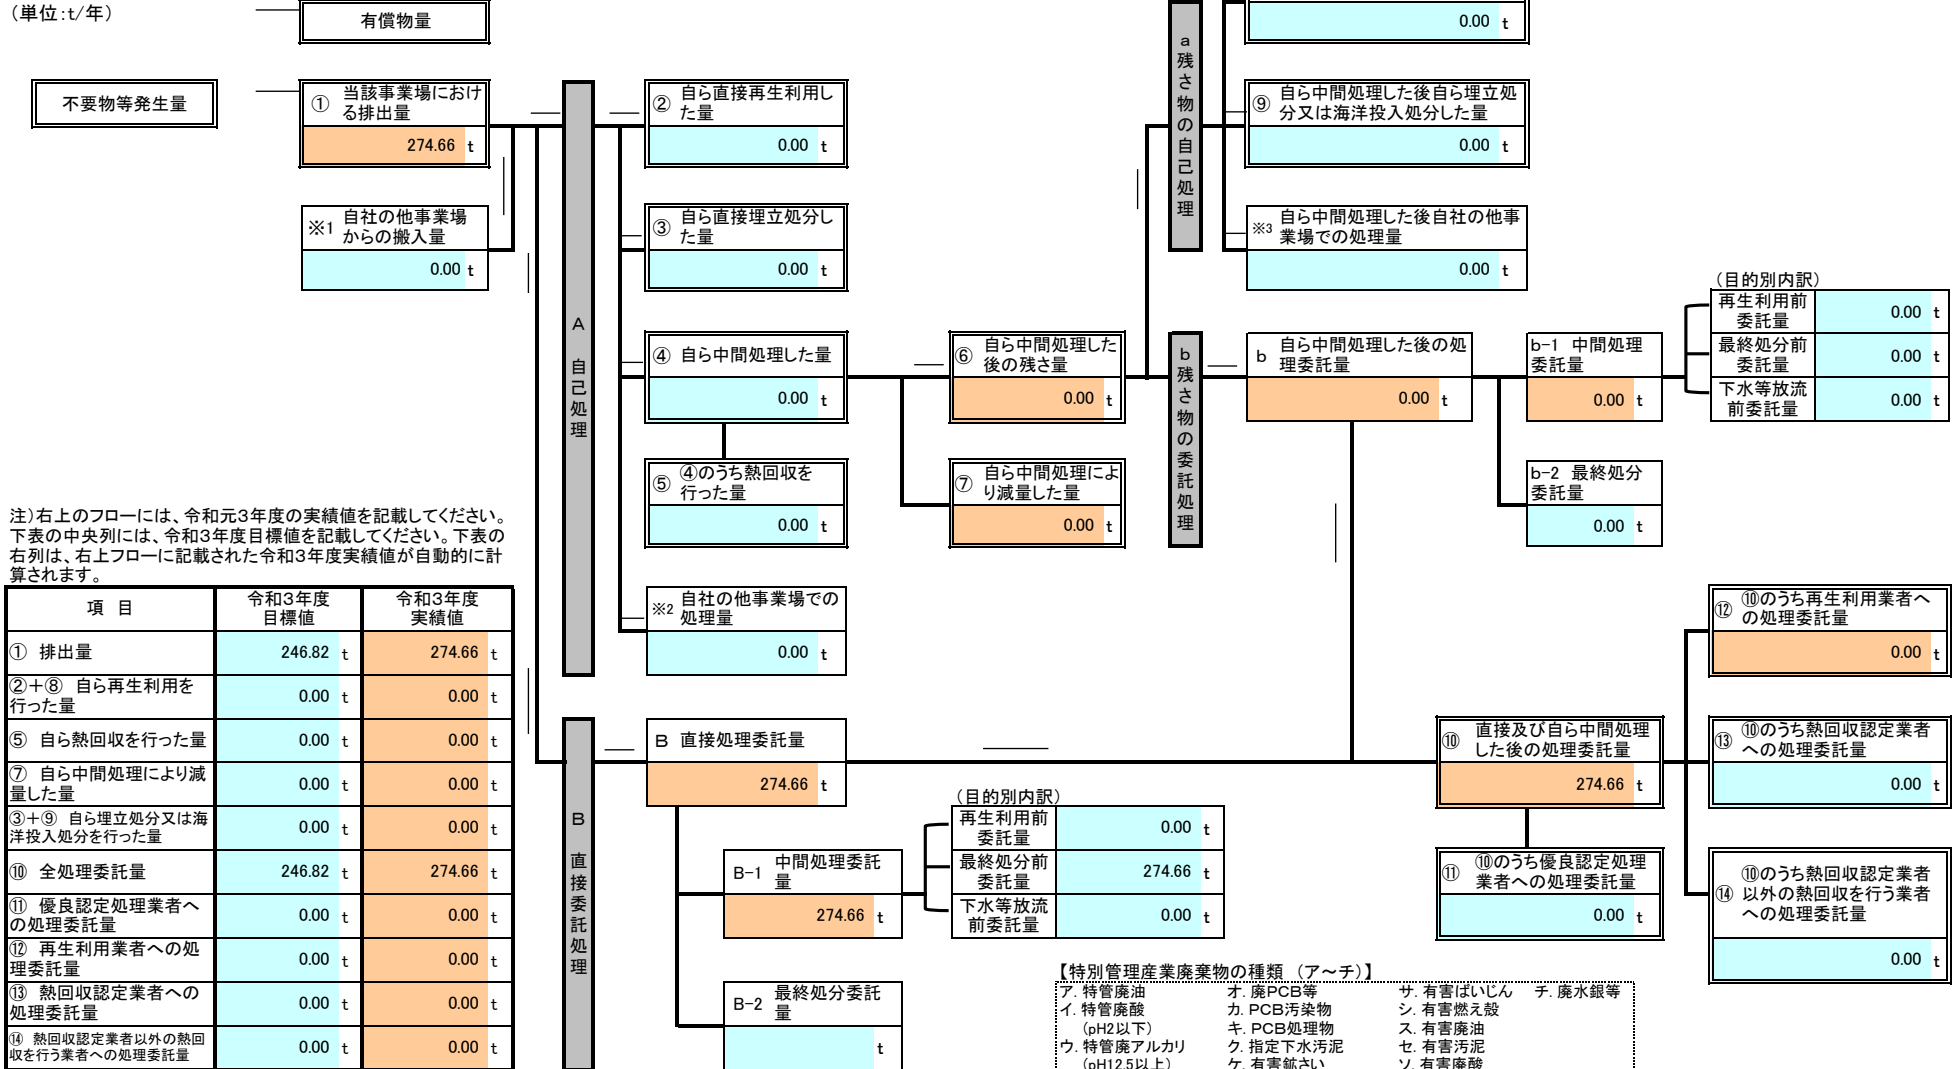 （単位：t/年）
有償物量
不要物等発生量
① 当該事業場におけ
る排出量
274.66 t
※1 自社の他事業場
からの搬入量
0.00 t
A 自己処理
② 自ら直接再生利用し
た量
0.00 t
③ 自ら直接埋立処分し
た量
0.00 t
④ 自ら中間処理した量
0.00 t
⑤ ④のうち熱回収を
行った量
0.00 t
※2 自社の他事業場での
処理量
0.00 t
⑥ 自ら中間処理した
後の残さ量
0.00 t
⑦ 自ら中間処理によ
り減量した量
0.00 t
a 残さ物の自己処理
0.00 t
⑨ 自ら中間処理した後自ら埋立処
分又は海洋投入処分した量
0.00 t
※3 自ら中間処理した後自社の他事
業場での処理量
0.00 t
b 残さ物の委託処理
b 自ら中間処理した後の処
理委託量
0.00 t
b-1 中間処理
委託量
0.00 t
b-2 最終処分
委託量
0.00 t
（目的別内訳）
再生利用前
委託量
0.00 t
最終処分前
委託量
0.00 t
下水等放流
前委託量
0.00 t
注）右上のフローには、令和元3年度の実績値を記載してください。
下表の中央列には、令和3年度目標値を記載してください。下表の
右列は、右上フローに記載された令和3年度実績値が自動的に計
算されます。
項 目 令和3年度
目標値 令和3年度
実績値
① 排出量 246.82 t 274.66 t
②＋⑧ 自ら再生利用を
行った量 0.00 t 0.00 t
⑤ 自ら熱回収を行った量 0.00 t 0.00 t
⑦ 自ら中間処理により減
量した量 0.00 t 0.00 t
③＋⑨ 自ら埋立処分又は海
洋投入処分を行った量 0.00 t 0.00 t
⑩ 全処理委託量 246.82 t 274.66 t
⑪ 優良認定処理業者へ
の処理委託量 0.00 t 0.00 t
⑫ 再生利用業者への処
理委託量 0.00 t 0.00 t
⑬ 熱回収認定業者への
処理委託量 0.00 t 0.00 t
⑭ 熱回収認定業者以外の熱回
収を行う業者への処理委託量 0.00 t 0.00 t
B 直接委託処理
B 直接処理委託量
274.66 t
B-1 中間処理委託
量
274.66 t
B-2 最終処分委託
量
t
（目的別内訳）
再生利用前
委託量
0.00 t
最終処分前
委託量
274.66 t
下水等放流
前委託量
0.00 t
⑩ 直接及び自ら中間処理
した後の処理委託量
274.66 t
⑪ ⑩のうち優良認定処理
業者への処理委託量
0.00 t
⑫ ⑩のうち再生利用業者へ
の処理委託量
0.00 t
⑬ ⑩のうち熱回収認定業者
への処理委託量
0.00 t
⑭ ⑩のうち熱回収認定業者
以外の熱回収を行う業者
への処理委託量
0.00 t
【特別管理産業廃棄物の種類 （ア～チ）】
ア. 特管廃油 オ. 廃PCB等 サ. 有害ばいじん チ. 廃水銀等
イ. 特管廃酸 カ. PCB汚染物 シ. 有害燃え殻
（pH2以下） キ. PCB処理物 ス. 有害廃油
ウ. 特管廃アルカリ ク. 指定下水汚泥 セ. 有害汚泥
（pH12.5以上） ケ. 有害鉱さい ソ. 有害廃酸